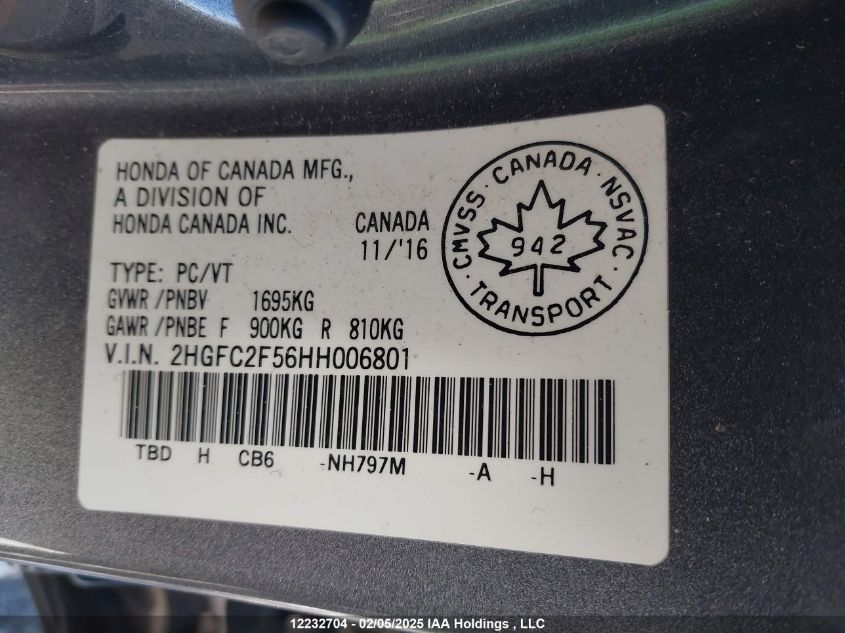 HONDA OF CANADA MFG.,
A DIVISION OF
HONDA CANADA INC. CANADA
11/'16
TYPE: PC/VT
GVWR/PNBV 1695KG
GAWR/PNBE F 900KG R 810KG
V.I.N. 2HGFC2F56HH006801
TBD H CB6 -NH797M -A -H
CMVSS · CANADA · NSVAC · TRANSPORT ·
942
12232704 - 02/05/2025 IAA Holdings , LLC